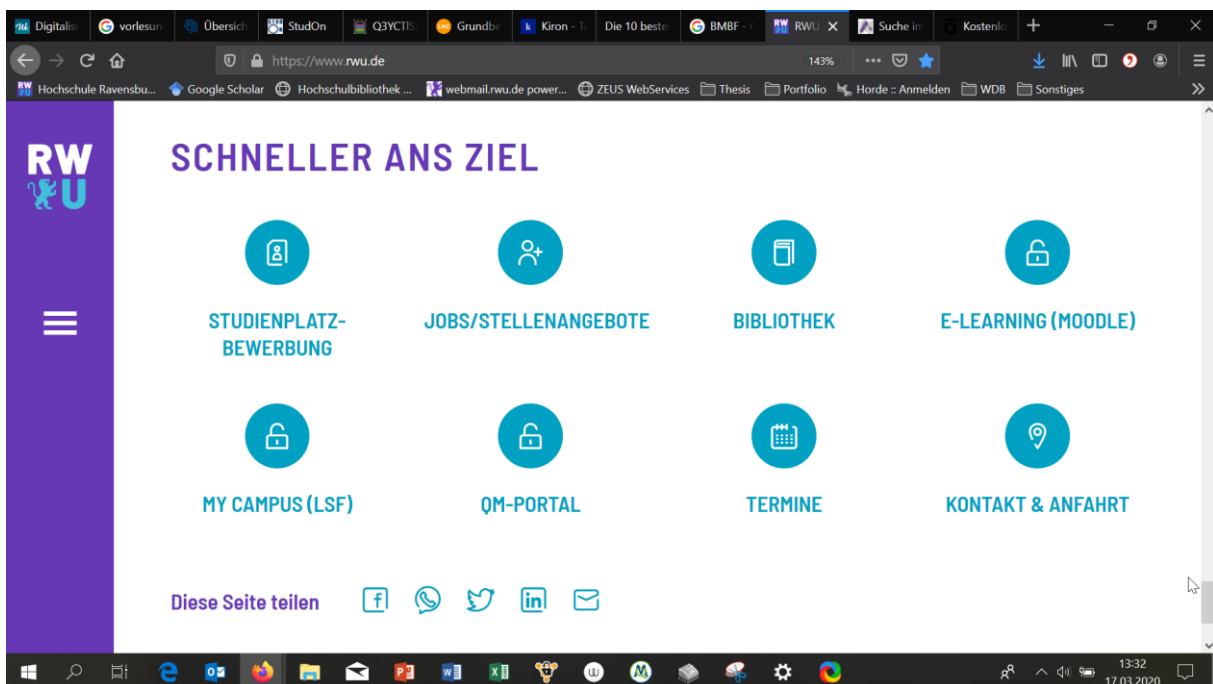 Digitalisi
vorlesun
Übersich
StudOn
Q3YCTIS
Grundbe
Kiron - Te
Die 10 beste
BMBF - G
RWU
Suche im
Kostenlo
https://www.rwu.de
143%
Hochschule Ravensbu...
Google Scholar
Hochschulbibliothek ...
webmail.rwu.de power...
ZEUS WebServices
Thesis
Portfolio
Horde :: Anmelden
WDB
Sonstiges
RW
U
SCHNELLER ANS ZIEL
STUDIENPLATZ-
BEWERBUNG
JOBS/STELLENANGEBOTE
BIBLIOTHEK
E-LEARNING (MOODLE)
MY CAMPUS (LSF)
QM-PORTAL
TERMINE
KONTAKT & ANFAHRT
Diese Seite teilen
13:32
17.03.2020